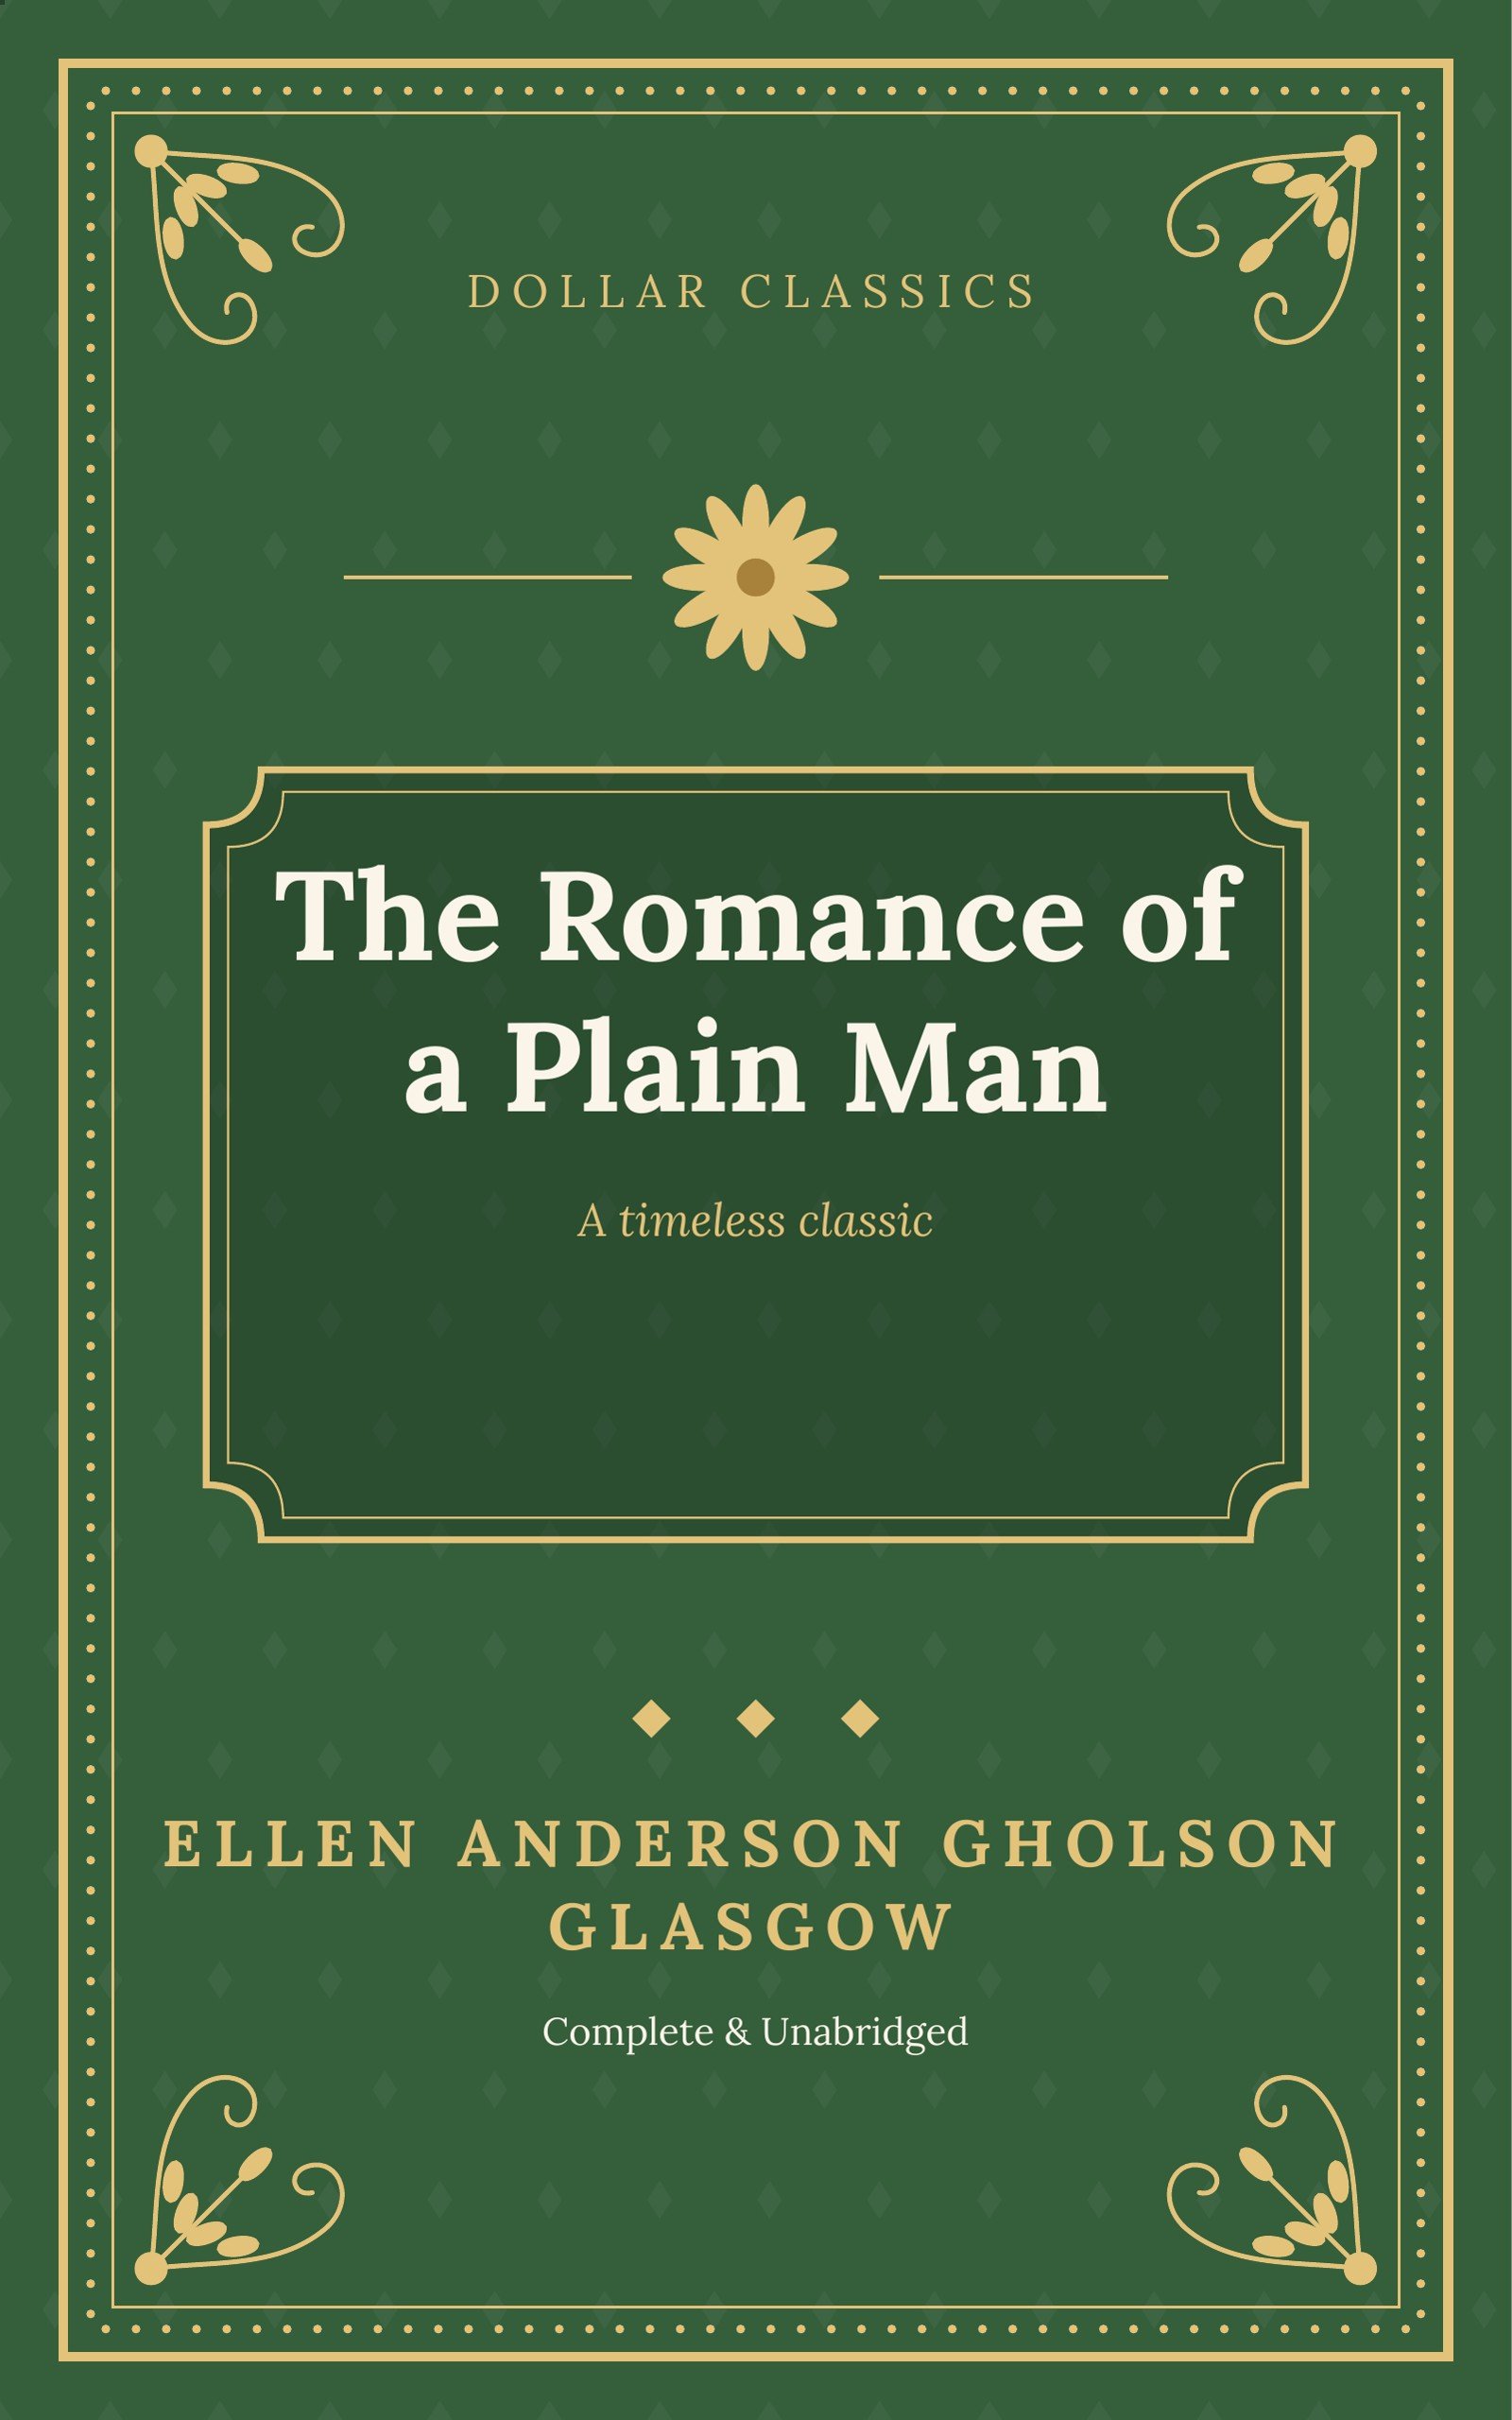 DOLLAR CLASSICS
The Romance of
a Plain Man
A timeless classic
ELLEN ANDERSON GHOLSON
GLASGOW
Complete & Unabridged